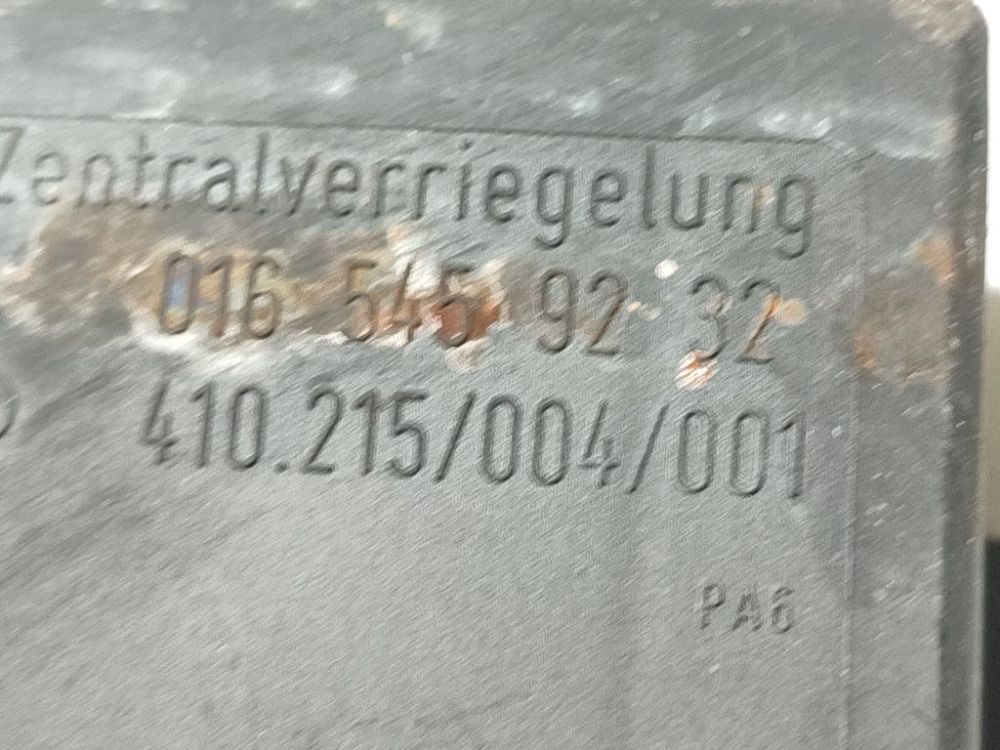 Zentralverriegelung
016 545 92 32
410.215/004/001
PA6